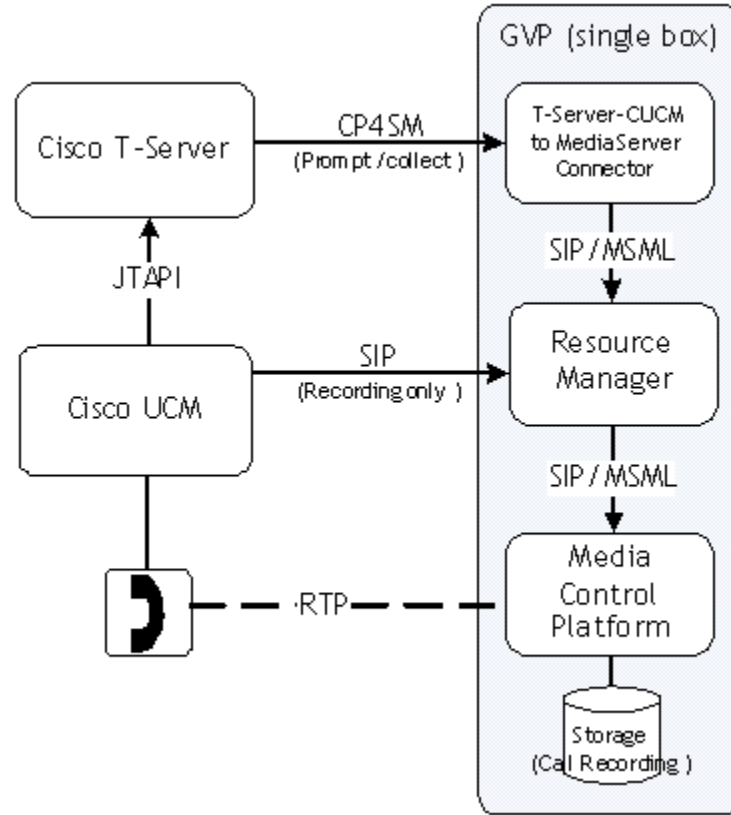 GVP (single box)
Cisco T-Server
CP4SM
(Prompt/collect )
T-Server-CUCM
to MediaServer
Connector
JTAPI
SIP / MSML
Cisco UCM
SIP
(Recording only )
Resource
Manager
SIP / MSML
RTP
Media
Control
Platform
Storage
(Call Recording )